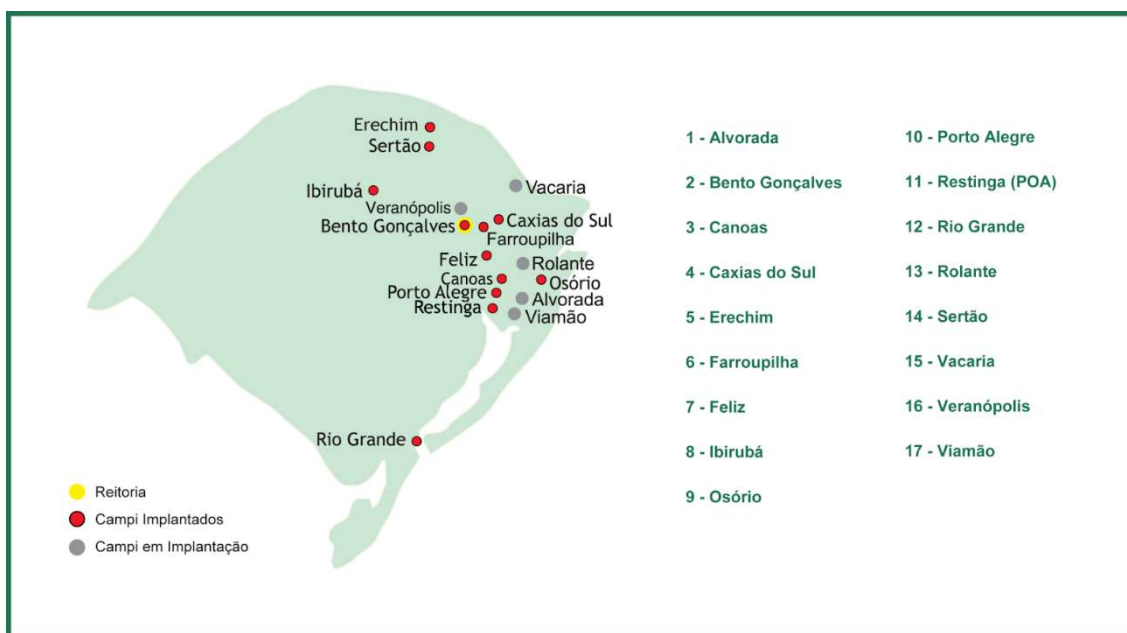 Erechim
Sertão
Ibirubá
Vacaria
Veranópolis
Caxias do Sul
Bento Gonçalves
Farroupilha
Feliz
Rolante
Canoas
Osório
Porto Alegre
Alvorada
Restinga
Viamão
Rio Grande
Reitoria
Campi Implantados
Campi em Implantação
1 - Alvorada
2 - Bento Gonçalves
3 - Canoas
4 - Caxias do Sul
5 - Erechim
6 - Farroupilha
7 - Feliz
8 - Ibirubá
9 - Osório
10 - Porto Alegre
11 - Restinga (POA)
12 - Rio Grande
13 - Rolante
14 - Sertão
15 - Vacaria
16 - Veranópolis
17 - Viamão